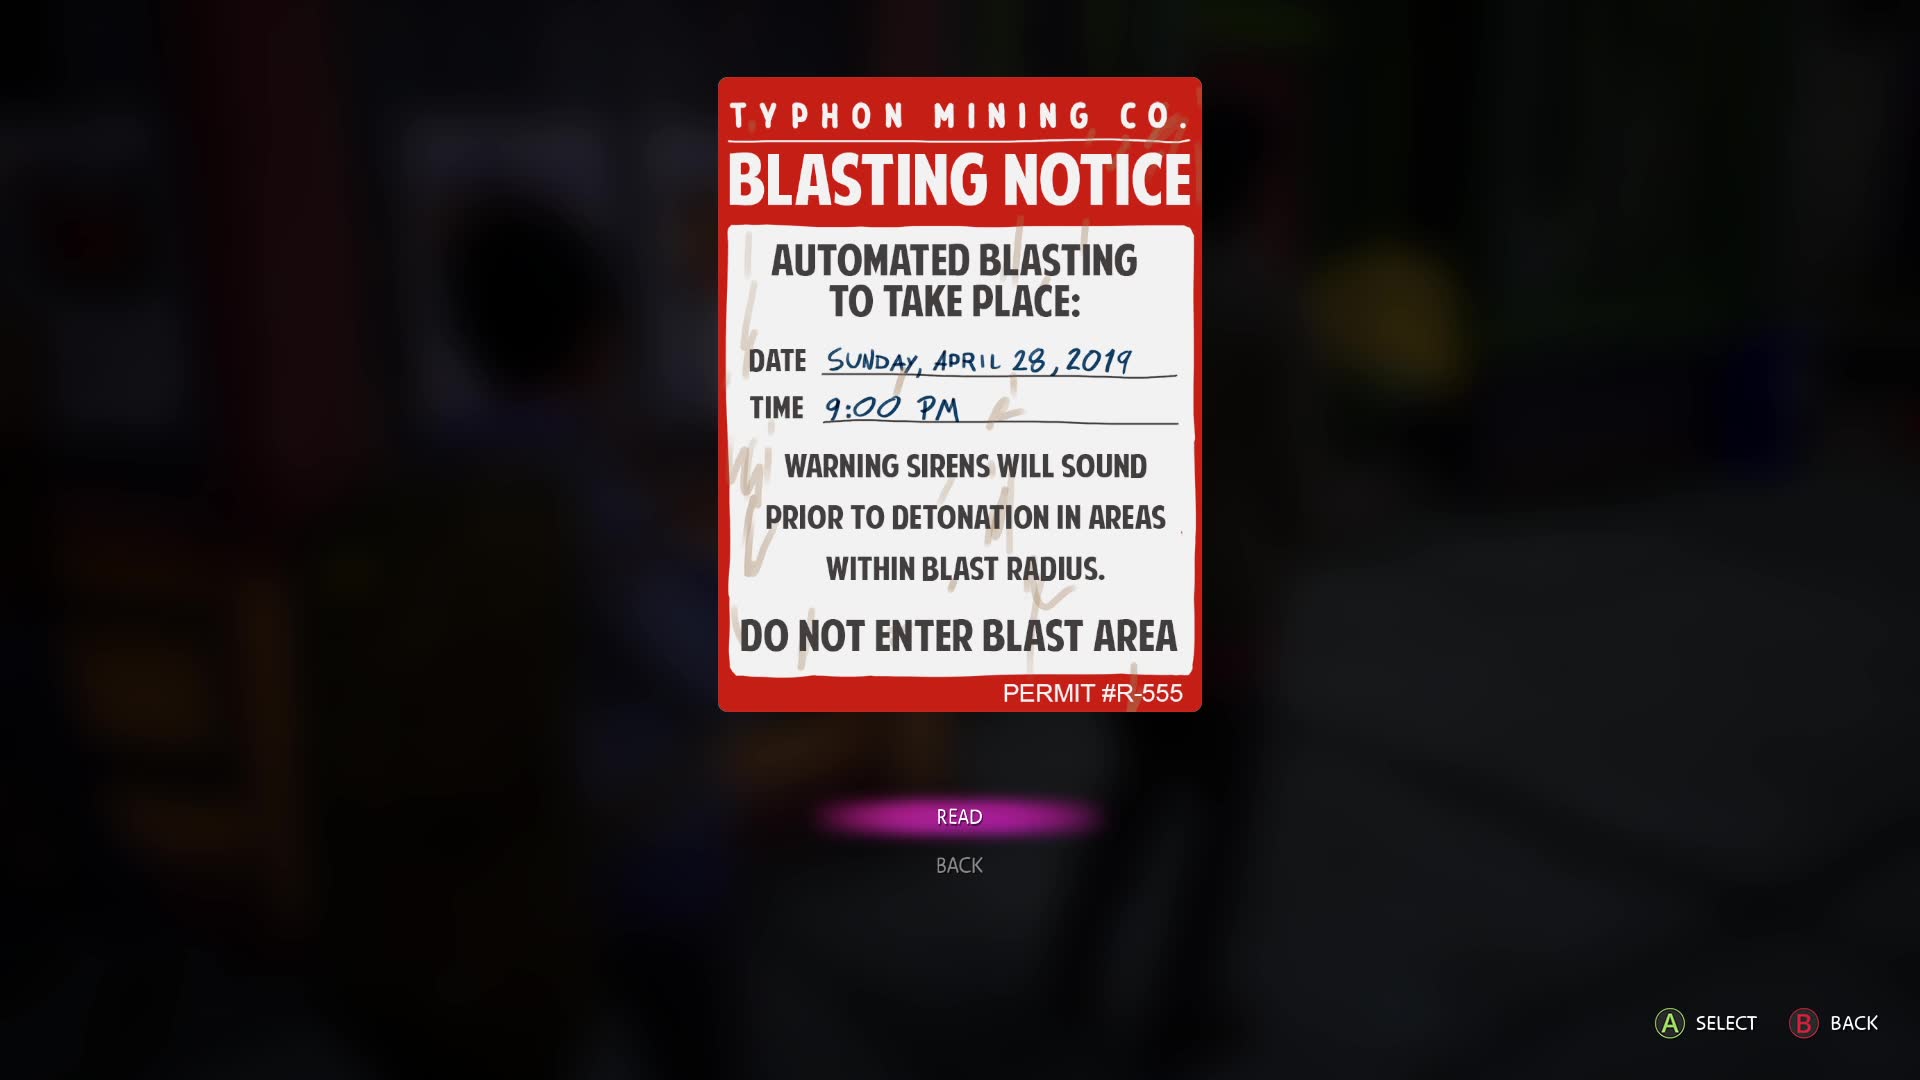 TYPHON MINING CO.
BLASTING NOTICE
AUTOMATED BLASTING
TO TAKE PLACE:
DATE SUNDAY, APRIL 28, 2019
TIME 9:00 PM
WARNING SIRENS WILL SOUND
PRIOR TO DETONATION IN AREAS
WITHIN BLAST RADIUS.
DO NOT ENTER BLAST AREA
PERMIT #R-555
READ
BACK
A SELECT B BACK